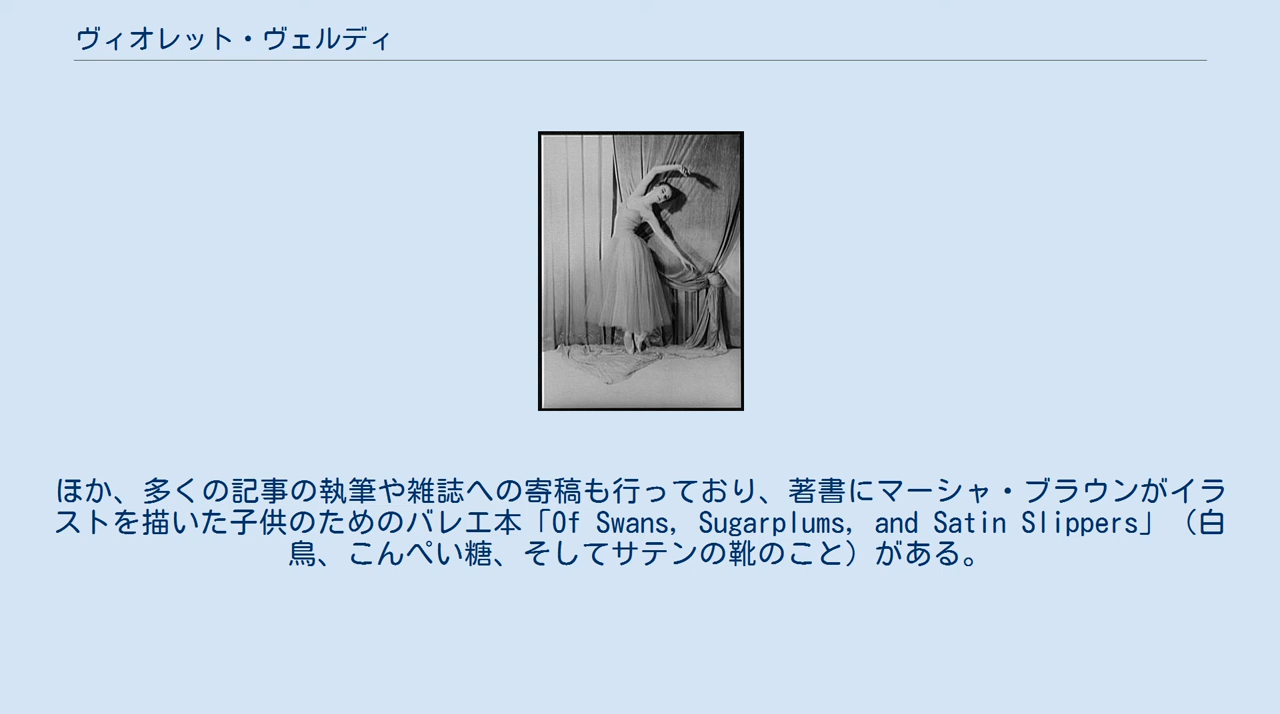 ヴィオレット・ヴェルディ
ほか、多くの記事の執筆や雑誌への寄稿も行っており、著書にマーシャ・ブラウンがイラ
ストを描いた子供のためのバレエ本「Of Swans, Sugarplums, and Satin Slippers」（白
鳥、こんぺい糖、そしてサテンの靴のこと）がある。